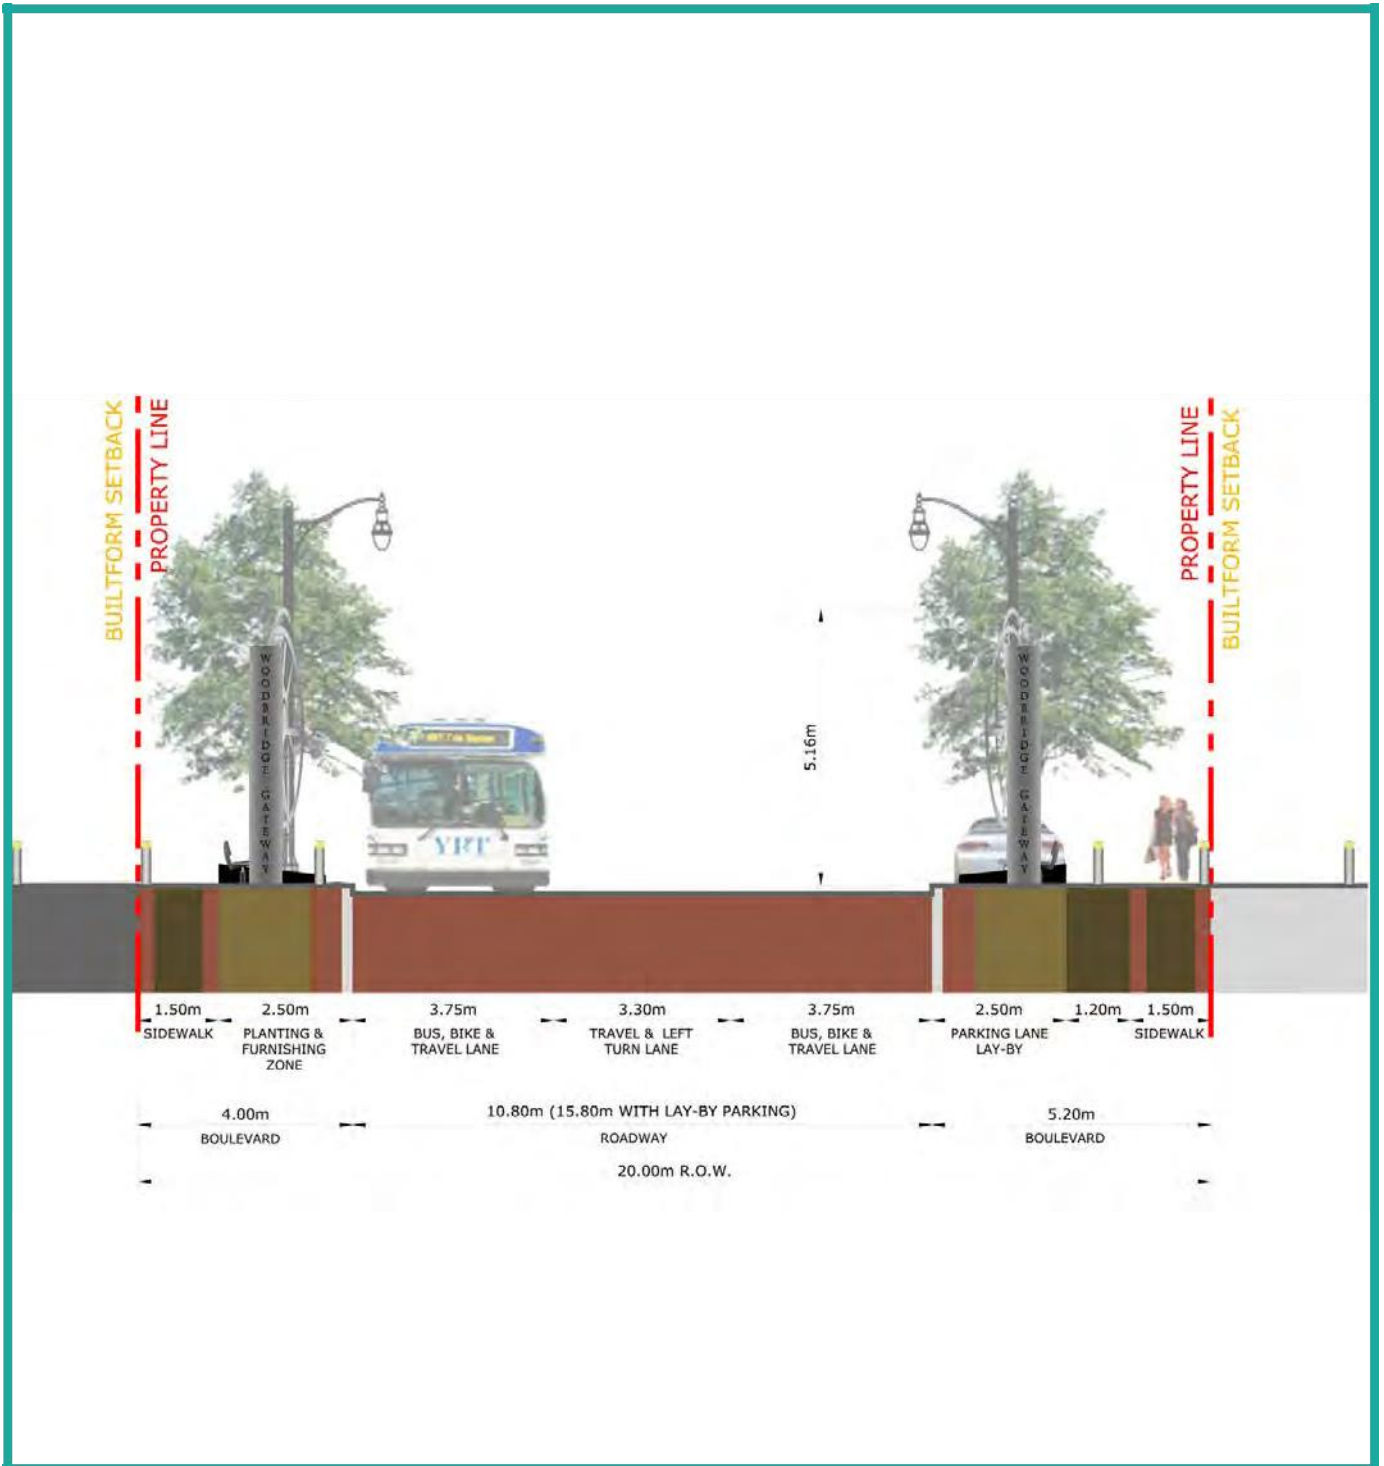 BUILTFORM SETBACK
PROPERTY LINE
PROPERTY LINE
BUILTFORM SETBACK
WOODBRIDGE GATEWAY
WOODBRIDGE GATEWAY
5.16m
YRT
1.50m
SIDEWALK
2.50m
PLANTING &
FURNISHING
ZONE
3.75m
BUS, BIKE &
TRAVEL LANE
3.30m
TRAVEL & LEFT
TURN LANE
3.75m
BUS, BIKE &
TRAVEL LANE
2.50m
PARKING LANE
LAY-BY
1.20m
1.50m
SIDEWALK
4.00m
BOULEVARD
10.80m (15.80m WITH LAY-BY PARKING)
ROADWAY
5.20m
BOULEVARD
20.00m R.O.W.